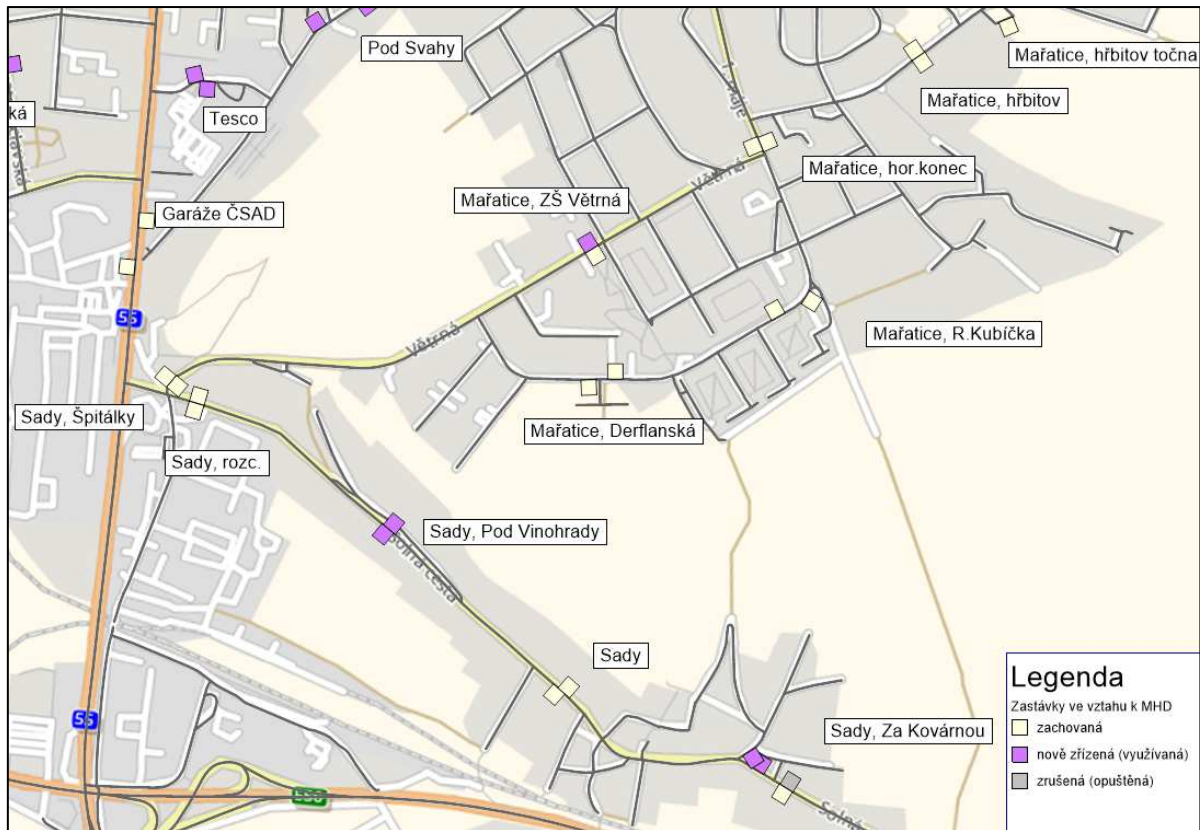 Pod Svahy
Mařatice, hřbitov točna
Tesco
Mařatice, hřbitov
1. máje
ká
Větrná
Mařatice, hor.konec
Mařatice, ZŠ Větrná
Garáže ČSAD
55
Větrná
Mařatice, R.Kubíčka
Sady, Špitálky
Mařatice, Derflanská
Sady, rozc.
Sady, Pod Vinohrady
Solná cesta
Sady
55
Sady, Za Kovárnou
Solná
Legenda
Zastávky ve vztahu k MHD
zachovaná
nově zřízená (využívaná)
zrušená (opuštěná)